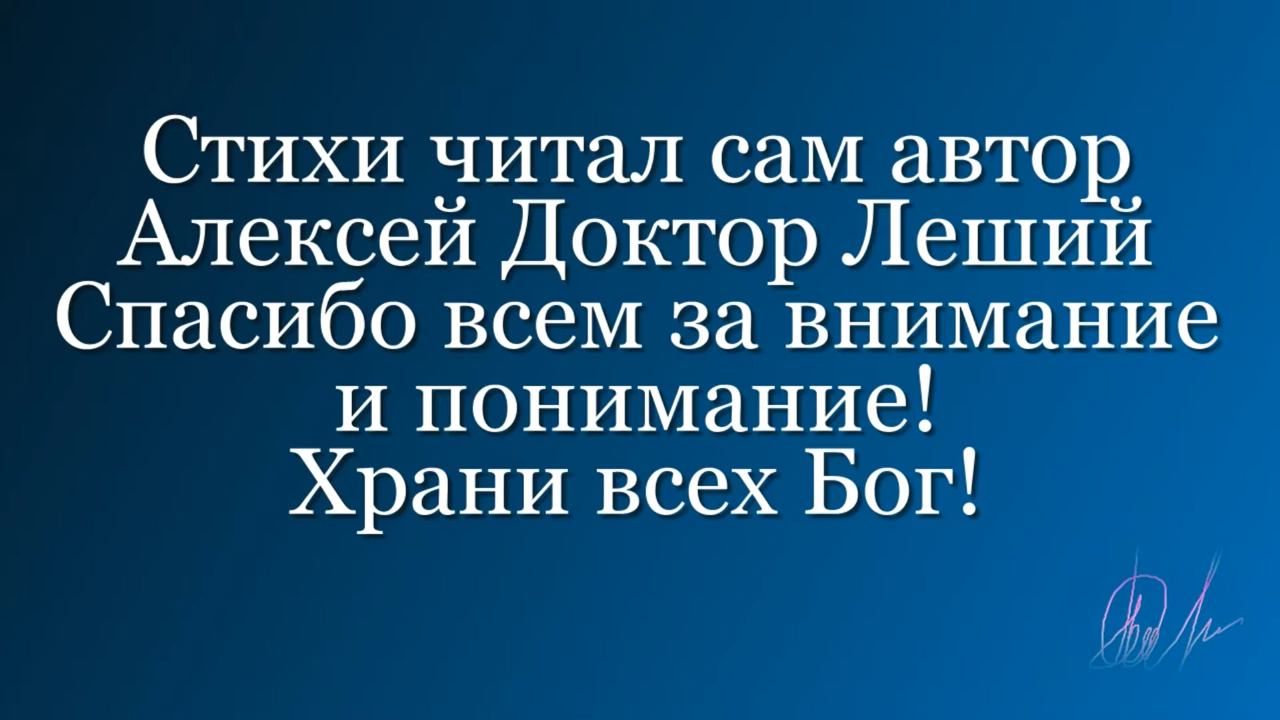 Стихи читал сам автор
Алексей Доктор Леший
Спасибо всем за внимание
и понимание!
Храни всех Бог!